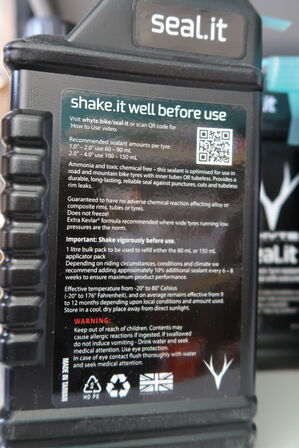 seal.it
shake.it well before use
Visit whyte.bike/seal-it or scan QR code for
'How to Use' video.
Recommended sealant amounts per tyre:
1.0" – 2.0" use 60 – 90 mL
2.0" – 4.0" use 100 – 150 mL
Ammonia and toxic chemical free – this sealant is optimised for use in
road and mountain bike tyres with inner tubes OR tubeless. Provides a
durable, long-lasting, reliable seal against punctures, cuts and tubeless
rim leaks.
Guaranteed to have no adverse chemical reaction affecting alloy or
composite rims, tubes or tyres.
Does not freeze!
Extra Kevlar® formula recommended where wide tyres running low
pressures are the norm.
Important: Shake vigorously before use.
1 litre bulk pack to be used to refill either the 80 mL or 150 mL
applicator pack
Depending on riding circumstances, conditions and climate we
recommend adding approximately 10% additional sealant every 6 – 8
weeks to ensure maximum product performance.
Effective temperature from -20° to 80° Celsius
(-20° to 176° Fahrenheit), and on average remains effective from 9
to 12 months depending upon local conditions and amount used.
Store in a cool, dry place away from direct sunlight.
WARNING:
Keep out of reach of children. Contents may
cause allergic reactions if ingested. If swallowed
do not induce vomiting - Drink water and seek
medical attention. Use eye protection.
In case of eye contact flush thoroughly with water
and seek medical attention.
MADE IN TAIWAN
HD PE
.it